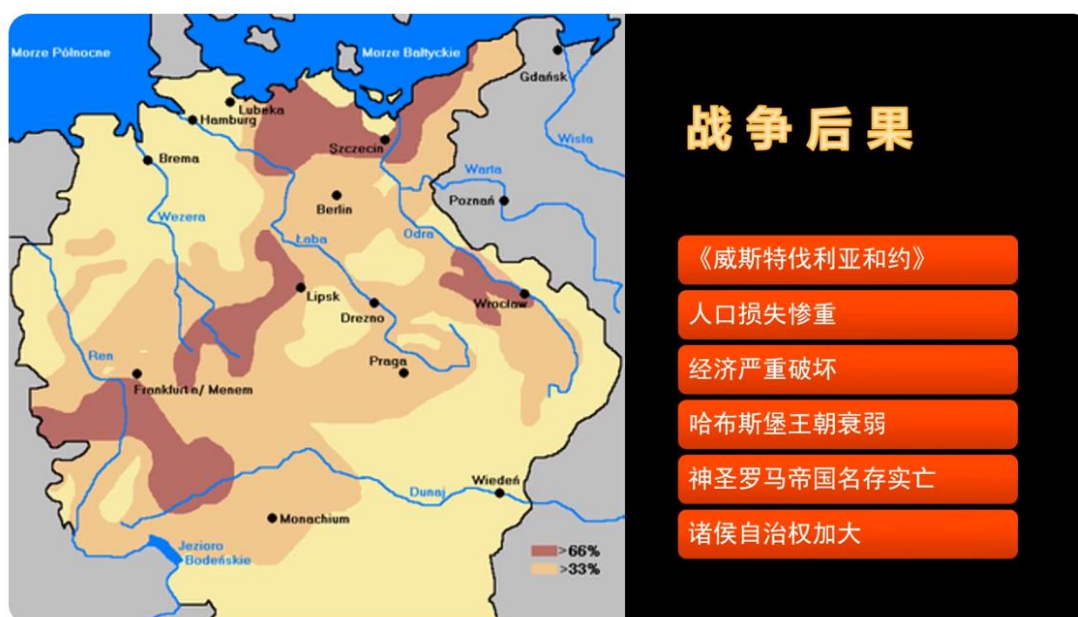 Morze Północne
Morze Bałtyckie
Gdańsk
Lubeka
Hamburg
Szczecin
Wisła
Brema
Warta
Berlin
Poznań
Wezera
Łaba
Odra
Lipsk
Drezno
Wrocław
Ren
Praga
Frankfurt n/ Menem
Wiedeń
Dunaj
Monachium
Jezioro
Bodeńskie
>66%
>33%
战争后果
《威斯特伐利亚和约》
人口损失惨重
经济严重破坏
哈布斯堡王朝衰弱
神圣罗马帝国名存实亡
诸侯自治权加大